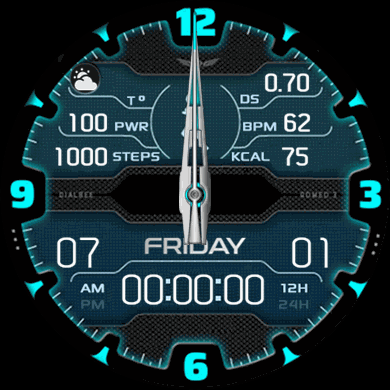 12
0.70
T° DS
100 PWR BPM 62
1000 STEPS KCAL 75
9 3
FRIDAY
07 01
AM 00:00:00 12H
PM 24H
6